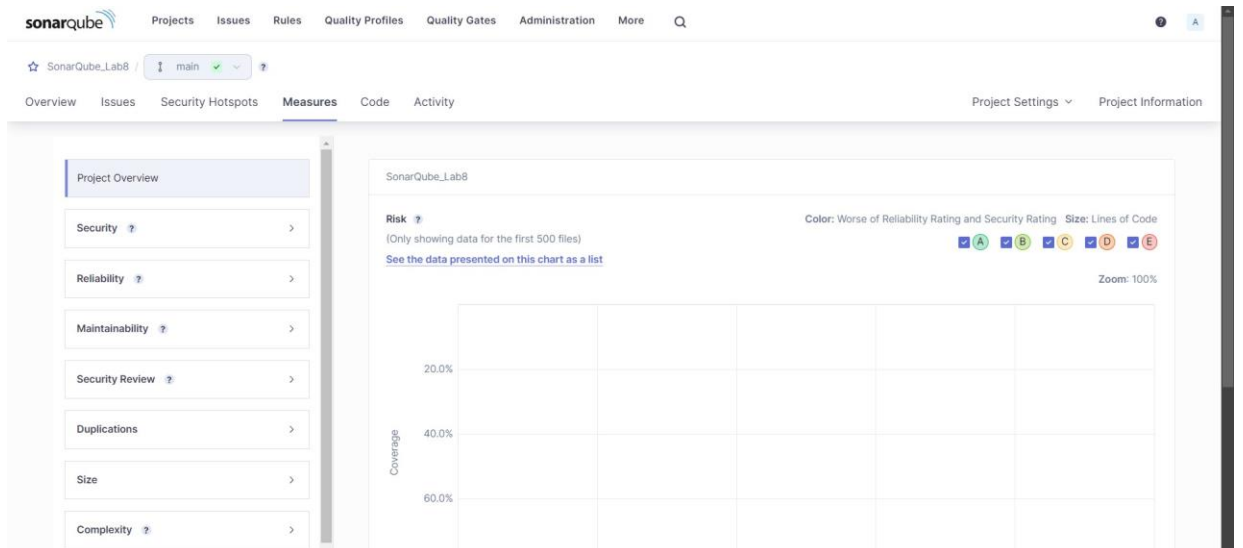 sonarqube Projects Issues Rules Quality Profiles Quality Gates Administration More ? A
SonarQube_Lab8 / main ?
Overview Issues Security Hotspots Measures Code Activity Project Settings Project Information
Project Overview
Security ?
Reliability ?
Maintainability ?
Security Review ?
Duplications
Size
Complexity ?
SonarQube_Lab8
Risk ? Color: Worse of Reliability Rating and Security Rating Size: Lines of Code
(Only showing data for the first 500 files) A B C D E
See the data presented on this chart as a list
Zoom: 100%
20.0%
40.0%
60.0%
Coverage